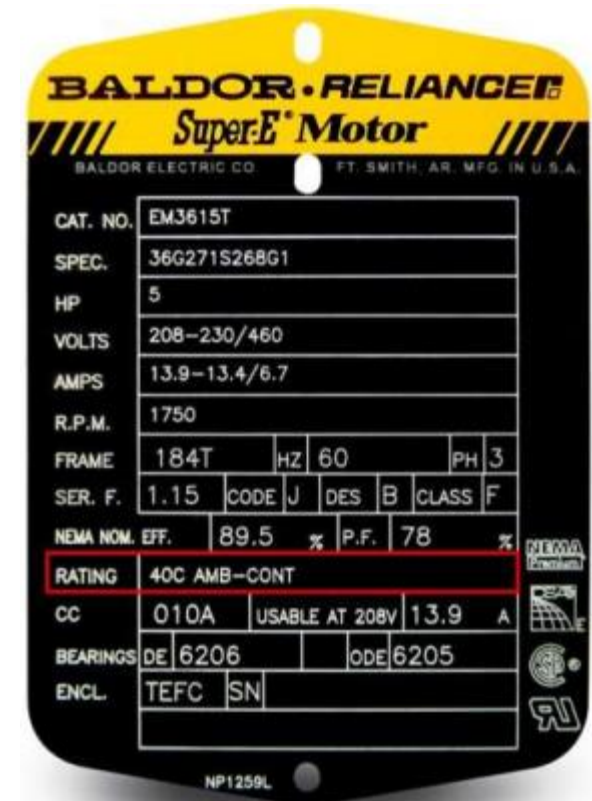 BALDOR • RELIANCER
Super-E® Motor
BALDOR ELECTRIC CO. FT. SMITH, AR. MFG. IN U.S.A.
CAT. NO. EM3615T
SPEC. 36G271S268G1
HP 5
VOLTS 208-230/460
AMPS 13.9-13.4/6.7
R.P.M. 1750
FRAME 184T HZ 60 PH 3
SER. F. 1.15 CODE J DES B CLASS F
NEMA NOM. EFF. 89.5 % P.F. 78 %
NEMA
Premium
RATING 40C AMB-CONT
CC 010A USABLE AT 208V 13.9 A
BEARINGS DE 6206 ODE 6205
ENCL. TEFC SN
NP1259L